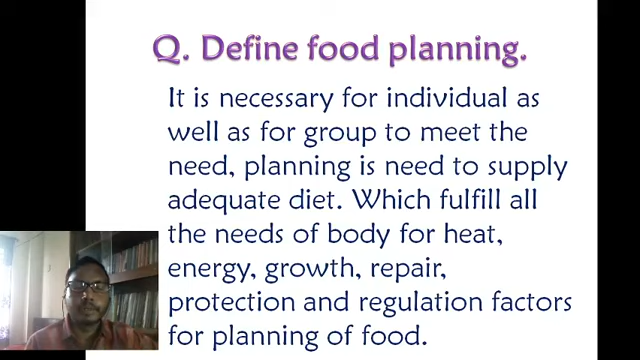 Q. Define food planning.
It is necessary for individual as
well as for group to meet the
need, planning is need to supply
adequate diet. Which fulfill all
the needs of body for heat,
energy, growth, repair,
protection and regulation factors
for planning of food.